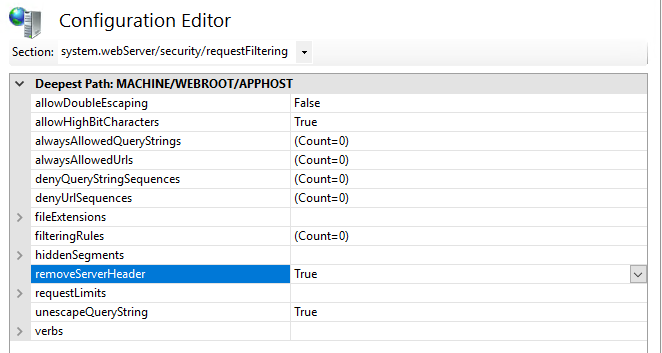 Configuration Editor
Section: system.webServer/security/requestFiltering
Deepest Path: MACHINE/WEBROOT/APPHOST
allowDoubleEscaping False
allowHighBitCharacters True
alwaysAllowedQueryStrings (Count=0)
alwaysAllowedUrls (Count=0)
denyQueryStringSequences (Count=0)
denyUrlSequences (Count=0)
fileExtensions
filteringRules (Count=0)
hiddenSegments
removeServerHeader True
requestLimits
unescapeQueryString True
verbs